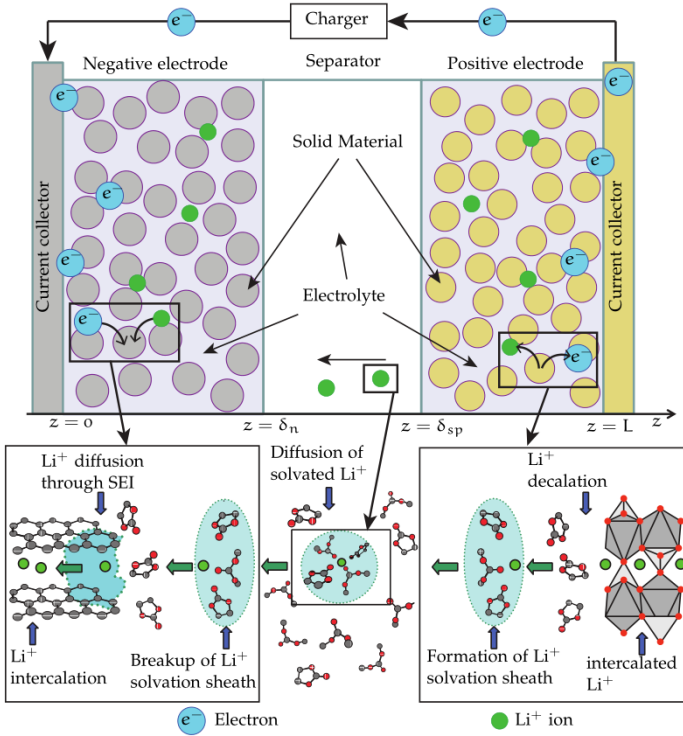 Charger
e⁻
e⁻
Negative electrode
Separator
Positive electrode
e⁻
e⁻
Solid Material
e⁻
e⁻
Current collector
Current collector
e⁻
e⁻
Electrolyte
e⁻
e⁻
z = o
z = δn
z = δsp
z = L
z
Li⁺ diffusion
through SEI
Diffusion of
solvated Li⁺
Li⁺
decalation
Li⁺
intercalation
Breakup of Li⁺
solvation sheath
Formation of Li⁺
solvation sheath
intercalated
Li⁺
e⁻ Electron
Li⁺ ion